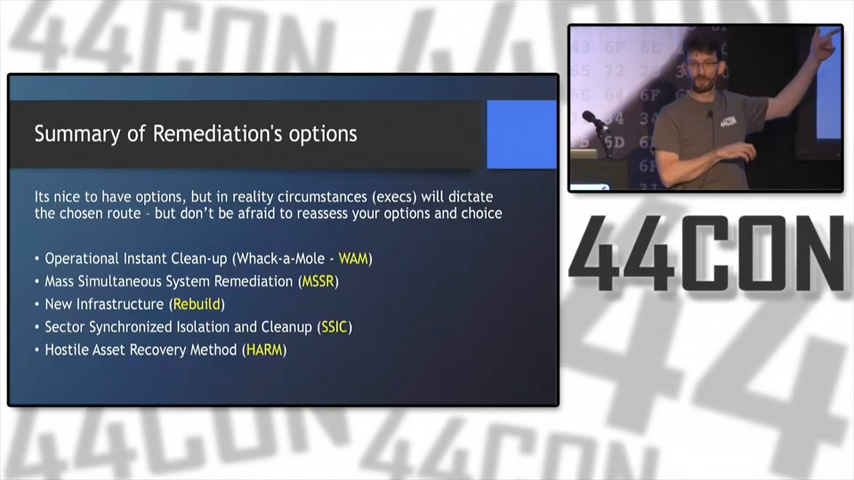 Summary of Remediation's options
Its nice to have options, but in reality circumstances (execs) will dictate
the chosen route – but don't be afraid to reassess your options and choice
• Operational Instant Clean-up (Whack-a-Mole - WAM)
• Mass Simultaneous System Remediation (MSSR)
• New Infrastructure (Rebuild)
• Sector Synchronized Isolation and Cleanup (SSIC)
• Hostile Asset Recovery Method (HARM)
44CON
44CON